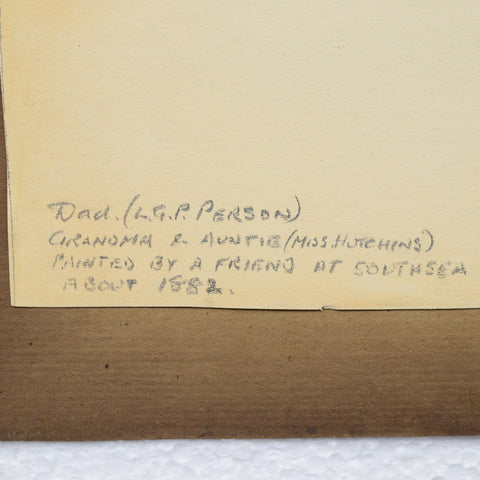 Dad. (L.G.P. PERSON)
GRANDMA & AUNTIE (MISS. HUTCHINS)
PAINTED BY A FRIEND AT SOUTHSEA
ABOUT 1882.